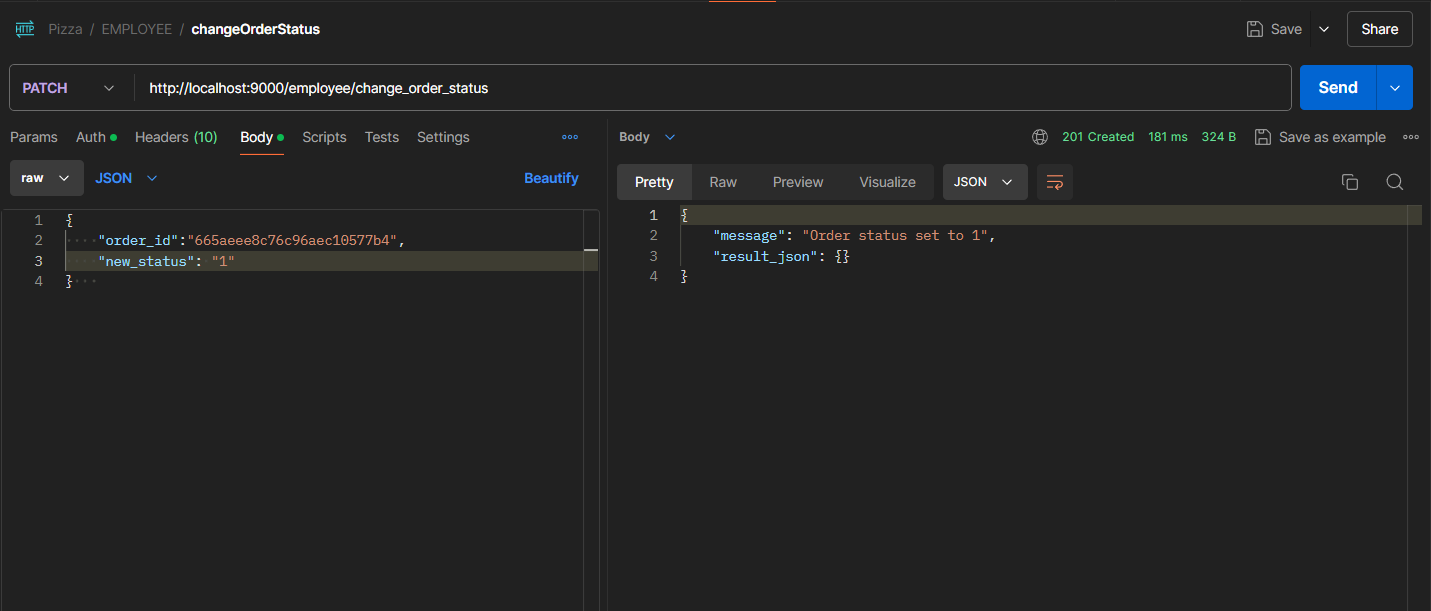 HTTP Pizza / EMPLOYEE / changeOrderStatus
Save
Share
PATCH
http://localhost:9000/employee/change_order_status
Send
Params Auth Headers (10) Body Scripts Tests Settings
raw JSON Beautify
1 {
2 "order_id":"665aeee8c76c96aec10577b4",
3 "new_status": "1"
4 }
Body 201 Created 181 ms 324 B Save as example
Pretty Raw Preview Visualize JSON
1 {
2 "message": "Order status set to 1",
3 "result_json": {}
4 }